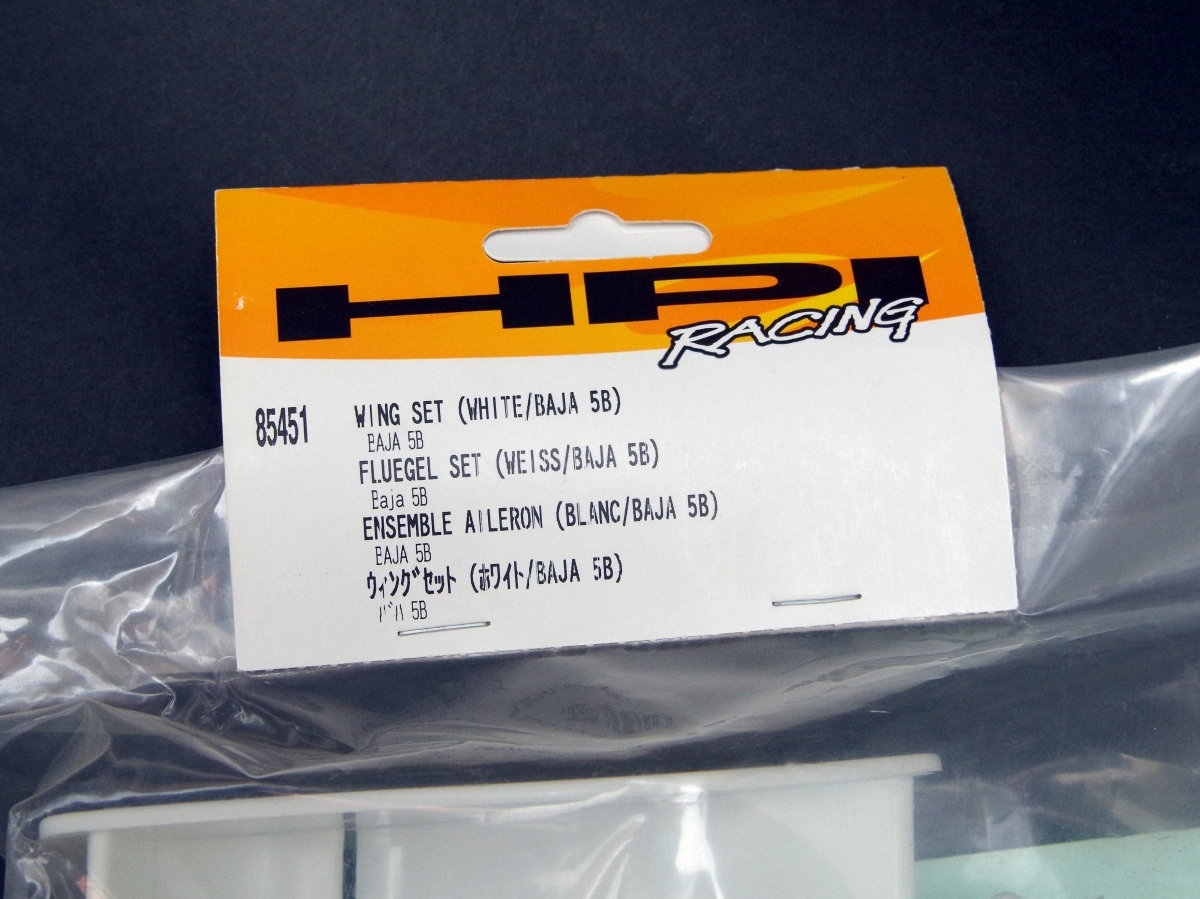 HPI
RACING
85451 WING SET (WHITE/BAJA 5B)
BAJA 5B
FLUEGEL SET (WEISS/BAJA 5B)
Baja 5B
ENSEMBLE AILERON (BLANC/BAJA 5B)
BAJA 5B
ウィングセット (ホワイト/BAJA 5B)
5B